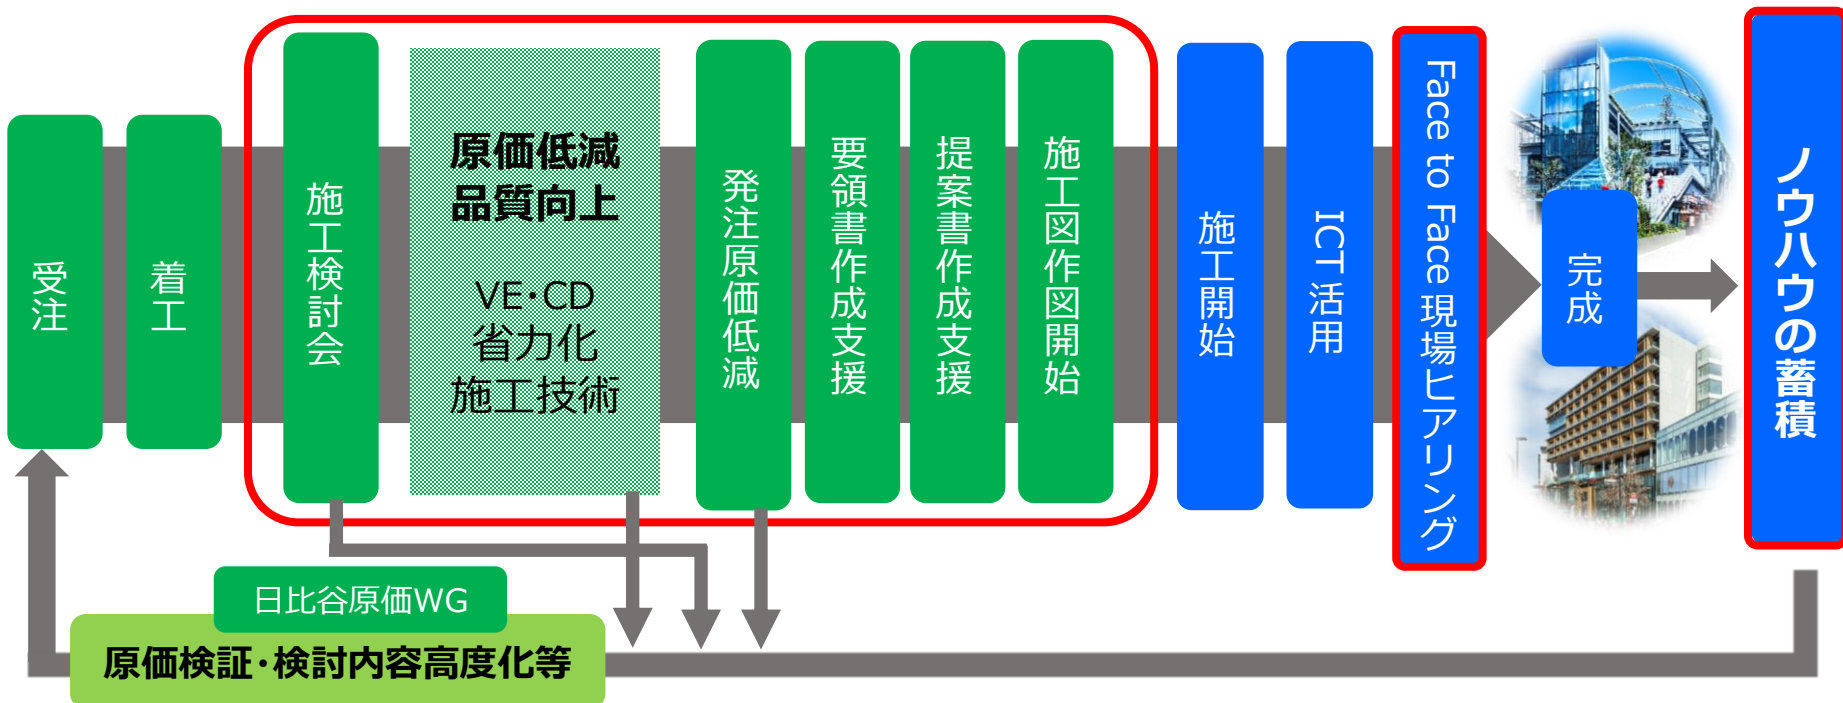 受注
着工
施工検討会
原価低減
品質向上
VE・CD
省力化
施工技術
発注原価低減
要領書作成支援
提案書作成支援
施工図作図開始
施工開始
ICT 活用
Face to Face 現場ヒアリング
完成
ノウハウの蓄積
日比谷原価WG
原価検証・検討内容高度化等